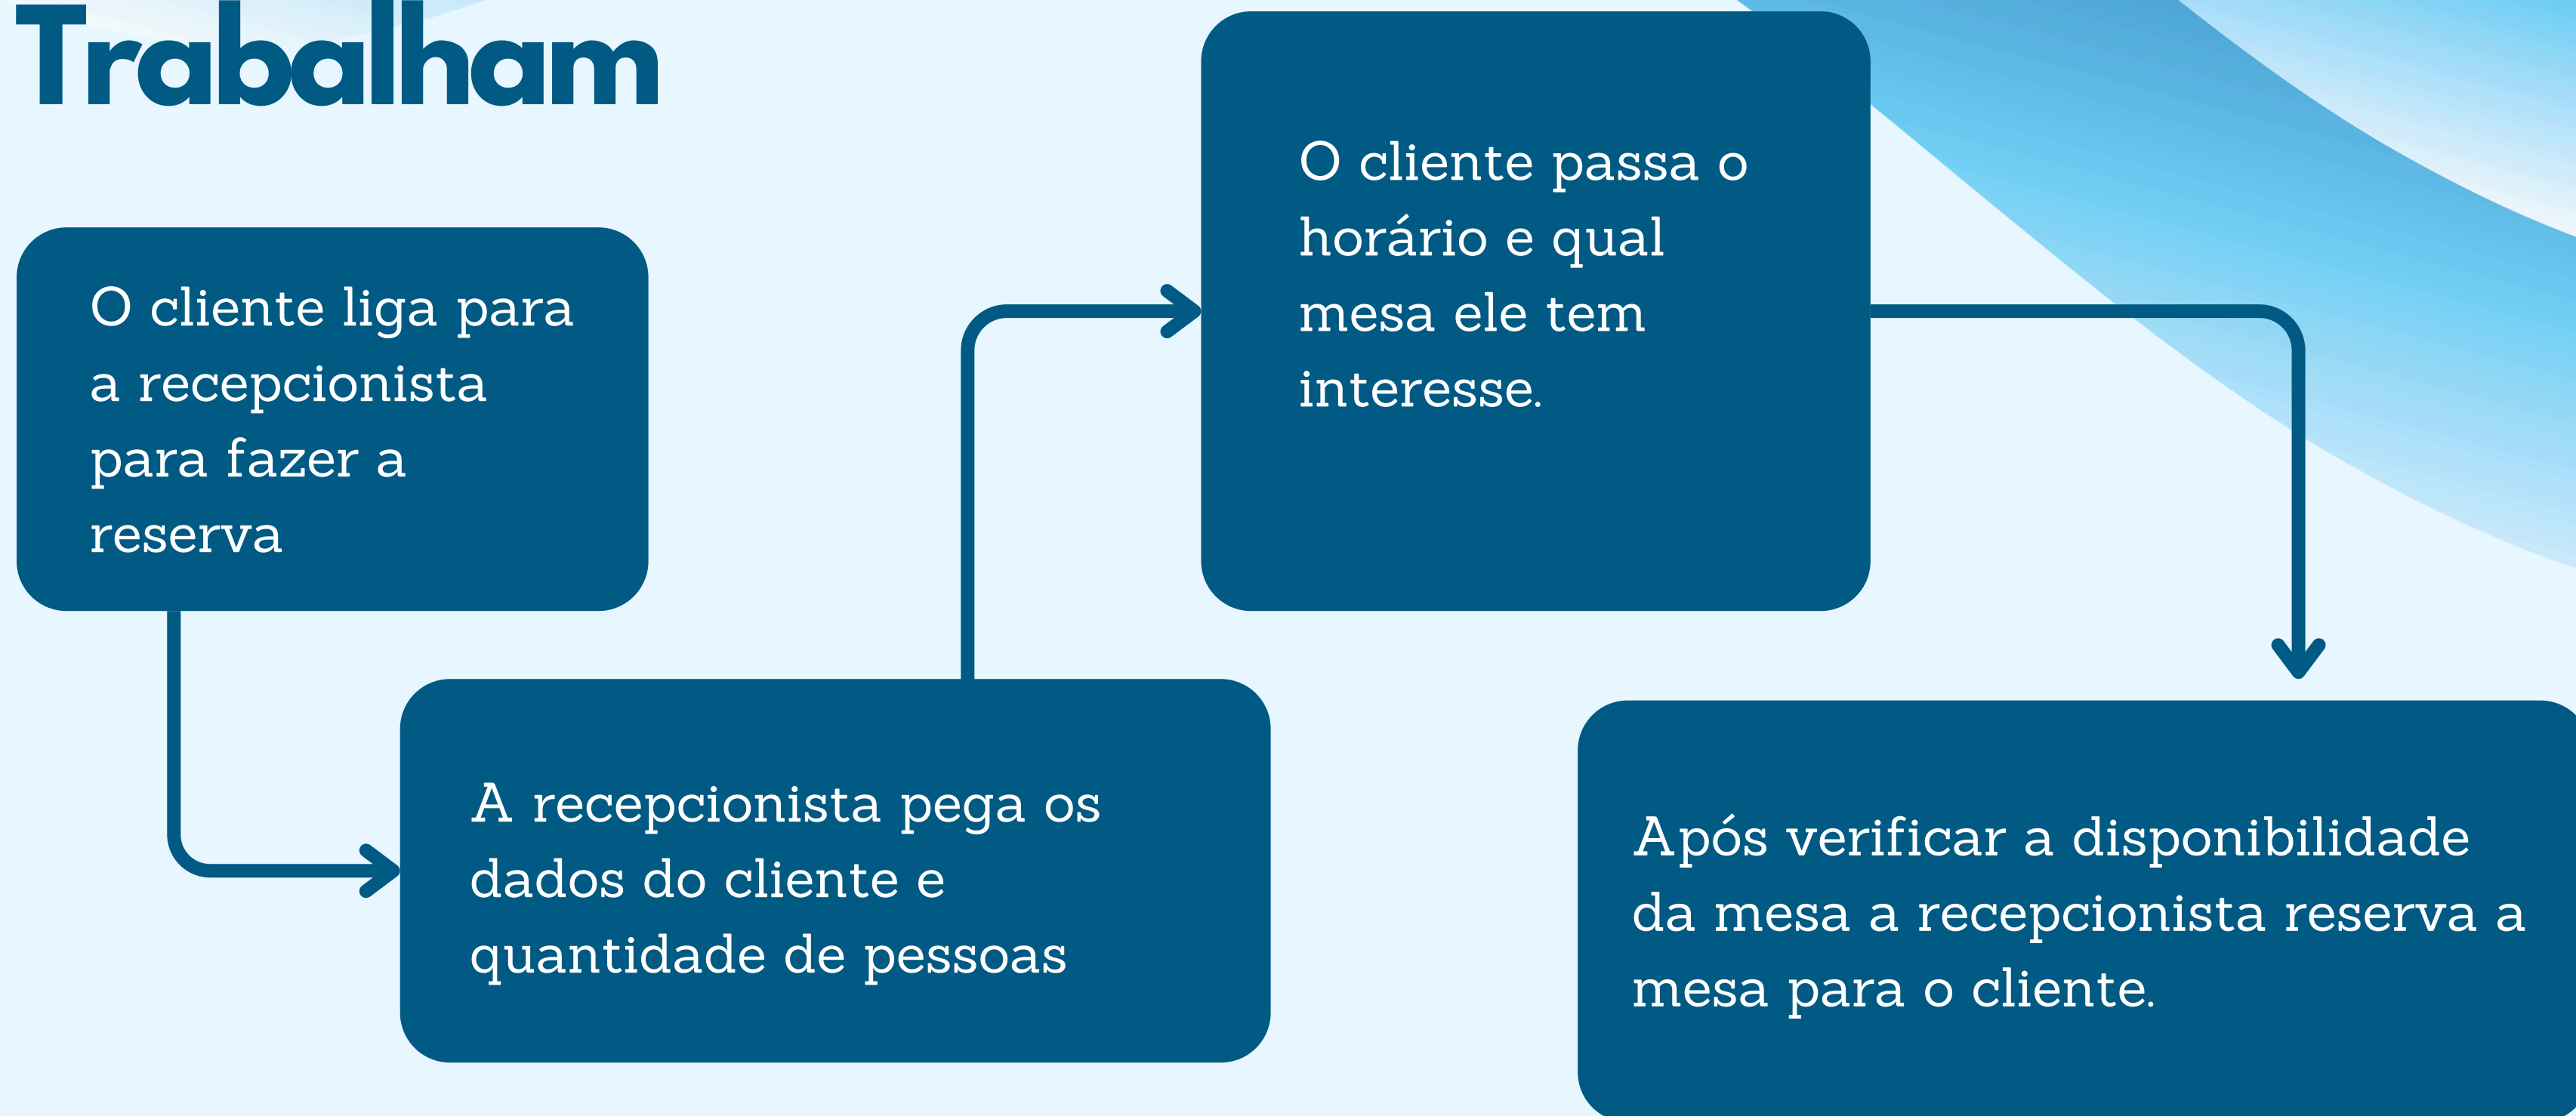 Trabalham
O cliente liga para
a recepcionista
para fazer a
reserva
A recepcionista pega os
dados do cliente e
quantidade de pessoas
O cliente passa o
horário e qual
mesa ele tem
interesse.
Após verificar a disponibilidade
da mesa a recepcionista reserva a
mesa para o cliente.